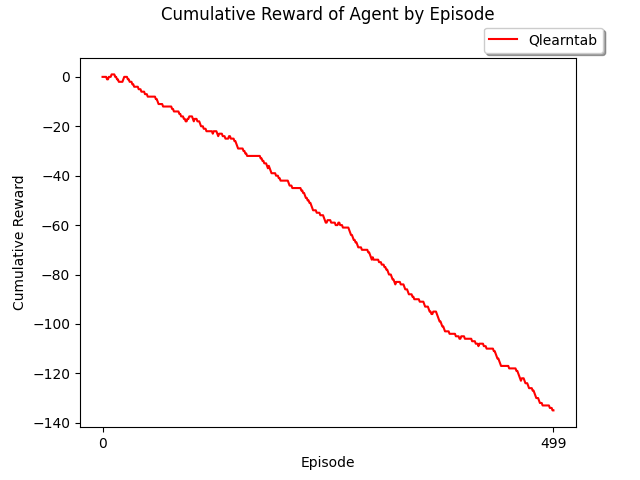 Cumulative Reward of Agent by Episode
Qlearntab
0
−20
−40
−60
−80
−100
−120
−140
Cumulative Reward
0
499
Episode